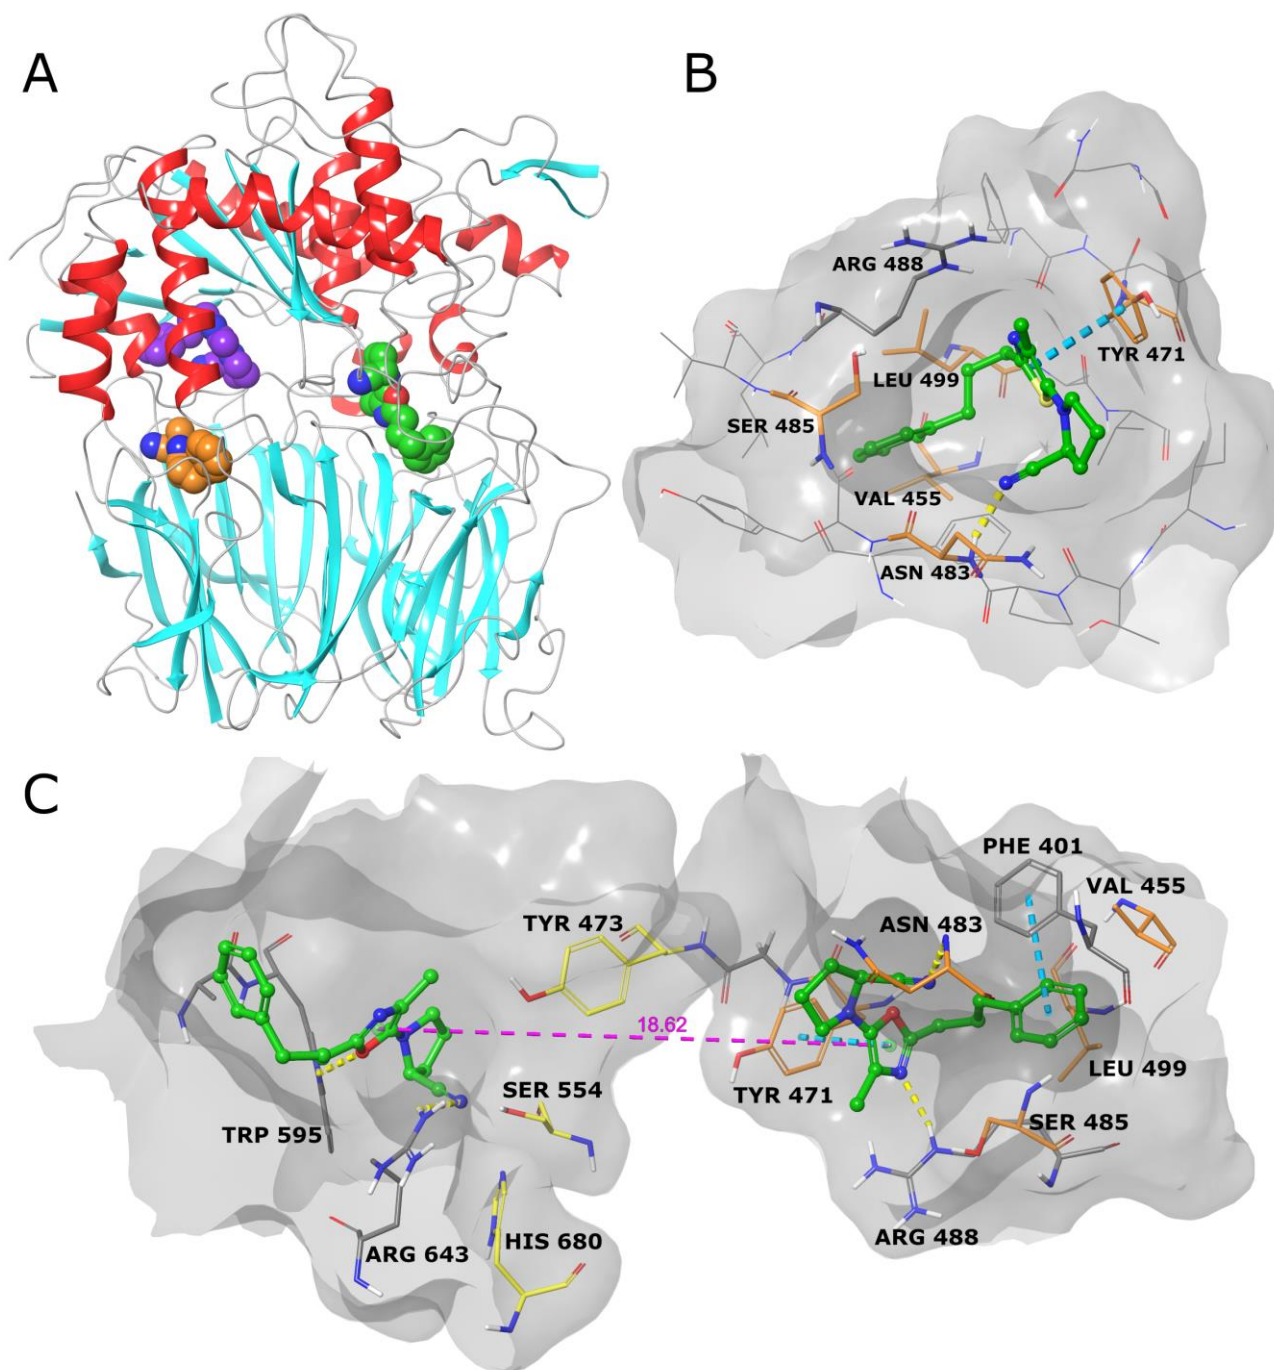 A
B
ARG 488
TYR 471
LEU 499
SER 485
VAL 455
ASN 483
C
PHE 401
VAL 455
TYR 473
ASN 483
18.62
SER 554
TYR 471
LEU 499
TRP 595
SER 485
ARG 643
HIS 680
ARG 488